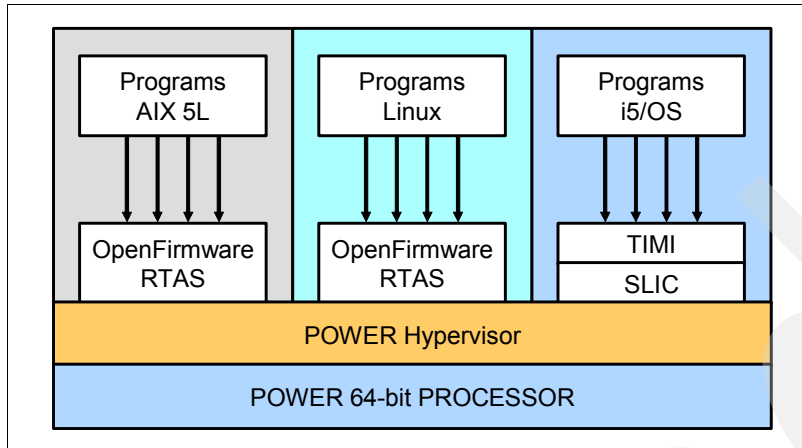 Programs
AIX 5L
Programs
Linux
Programs
i5/OS
OpenFirmware
RTAS
OpenFirmware
RTAS
TIMI
SLIC
POWER Hypervisor
POWER 64-bit PROCESSOR